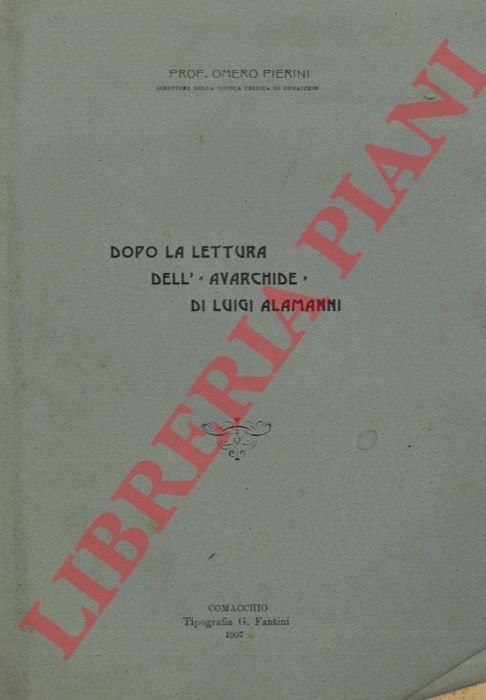 PROF. OMERO PIERINI
DIRETTORE DELLA SCUOLA TECNICA DI COMACCHIO
DOPO LA LETTURA
DELL' « AVARCHIDE »
DI LUIGI ALAMANNI
LIBRERIA PIANI
COMACCHIO
Tipografia G. Fantini
1907